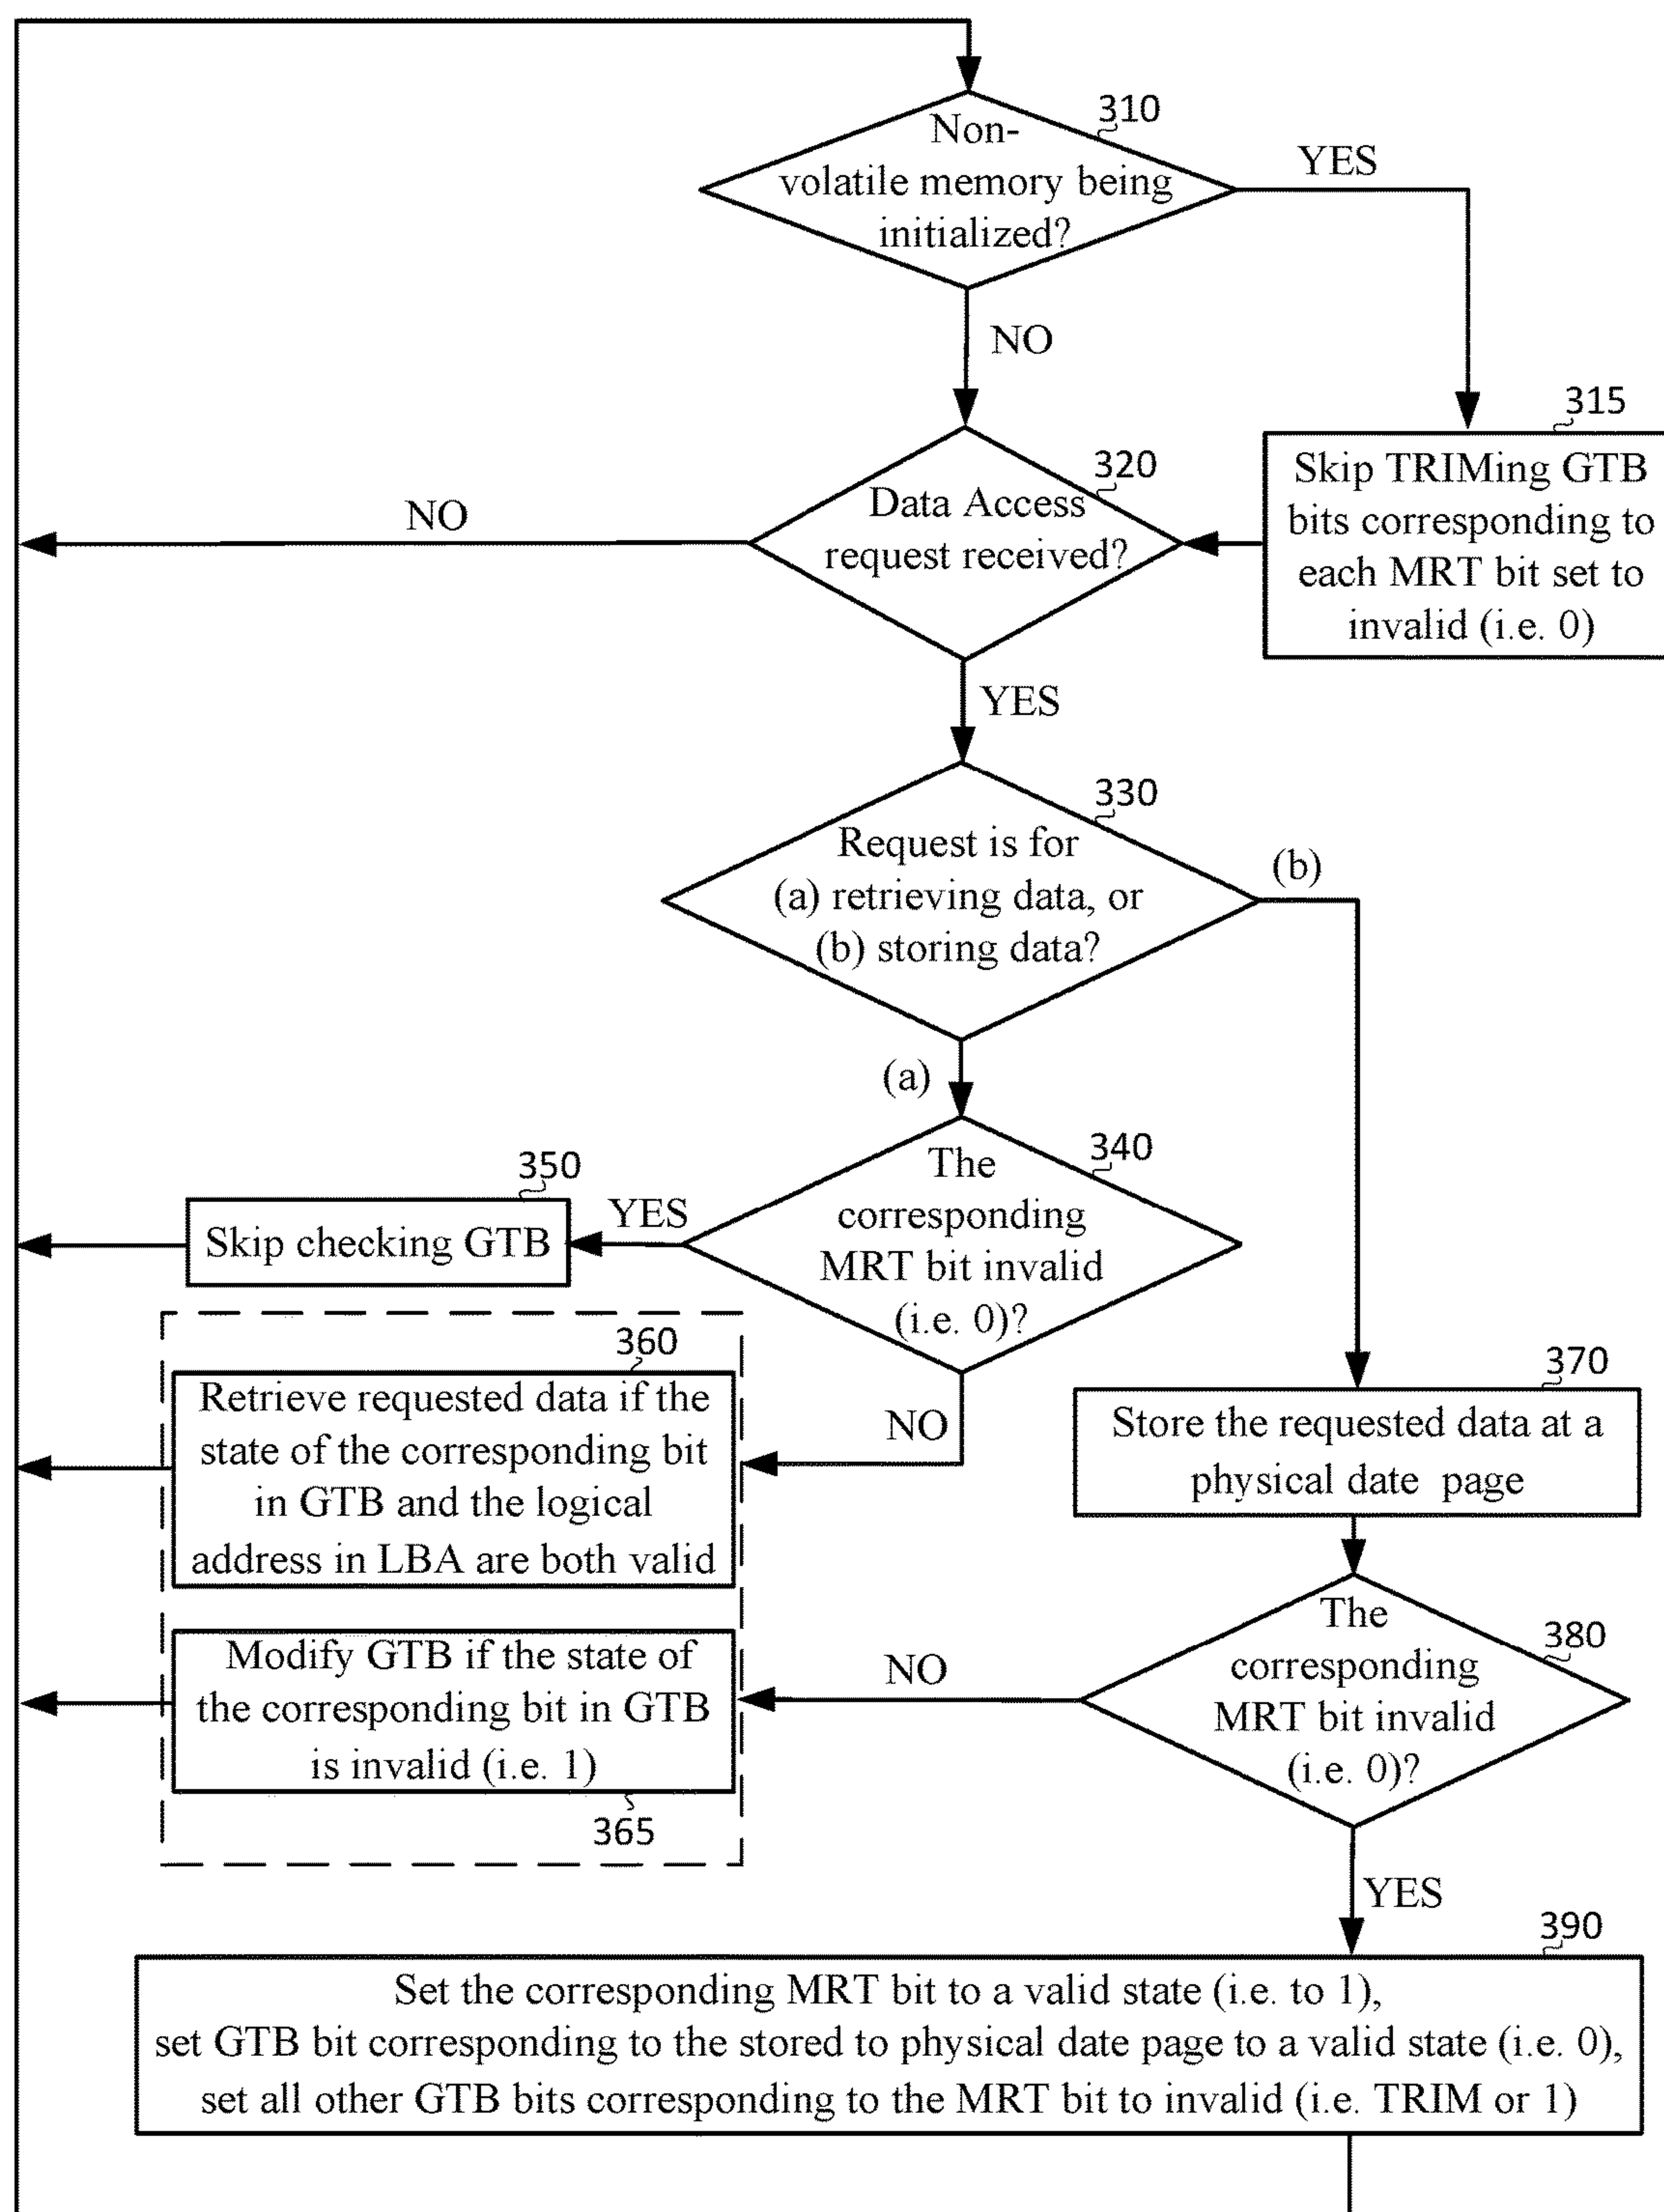 310
Non-
volatile memory being
initialized?
YES
NO
315
Skip TRIMing GTB
bits corresponding to
each MRT bit set to
invalid (i.e. 0)
320
Data Access
request received?
NO
YES
330
Request is for
(a) retrieving data, or
(b) storing data?
(b)
(a)
340
The
corresponding
MRT bit invalid
(i.e. 0)?
YES
350
Skip checking GTB
NO
360
Retrieve requested data if the
state of the corresponding bit
in GTB and the logical
address in LBA are both valid
370
Store the requested data at a
physical date page
380
The
corresponding
MRT bit invalid
(i.e. 0)?
NO
Modify GTB if the state of
the corresponding bit in GTB
is invalid (i.e. 1)
365
YES
390
Set the corresponding MRT bit to a valid state (i.e. to 1),
set GTB bit corresponding to the stored to physical date page to a valid state (i.e. 0),
set all other GTB bits corresponding to the MRT bit to invalid (i.e. TRIM or 1)